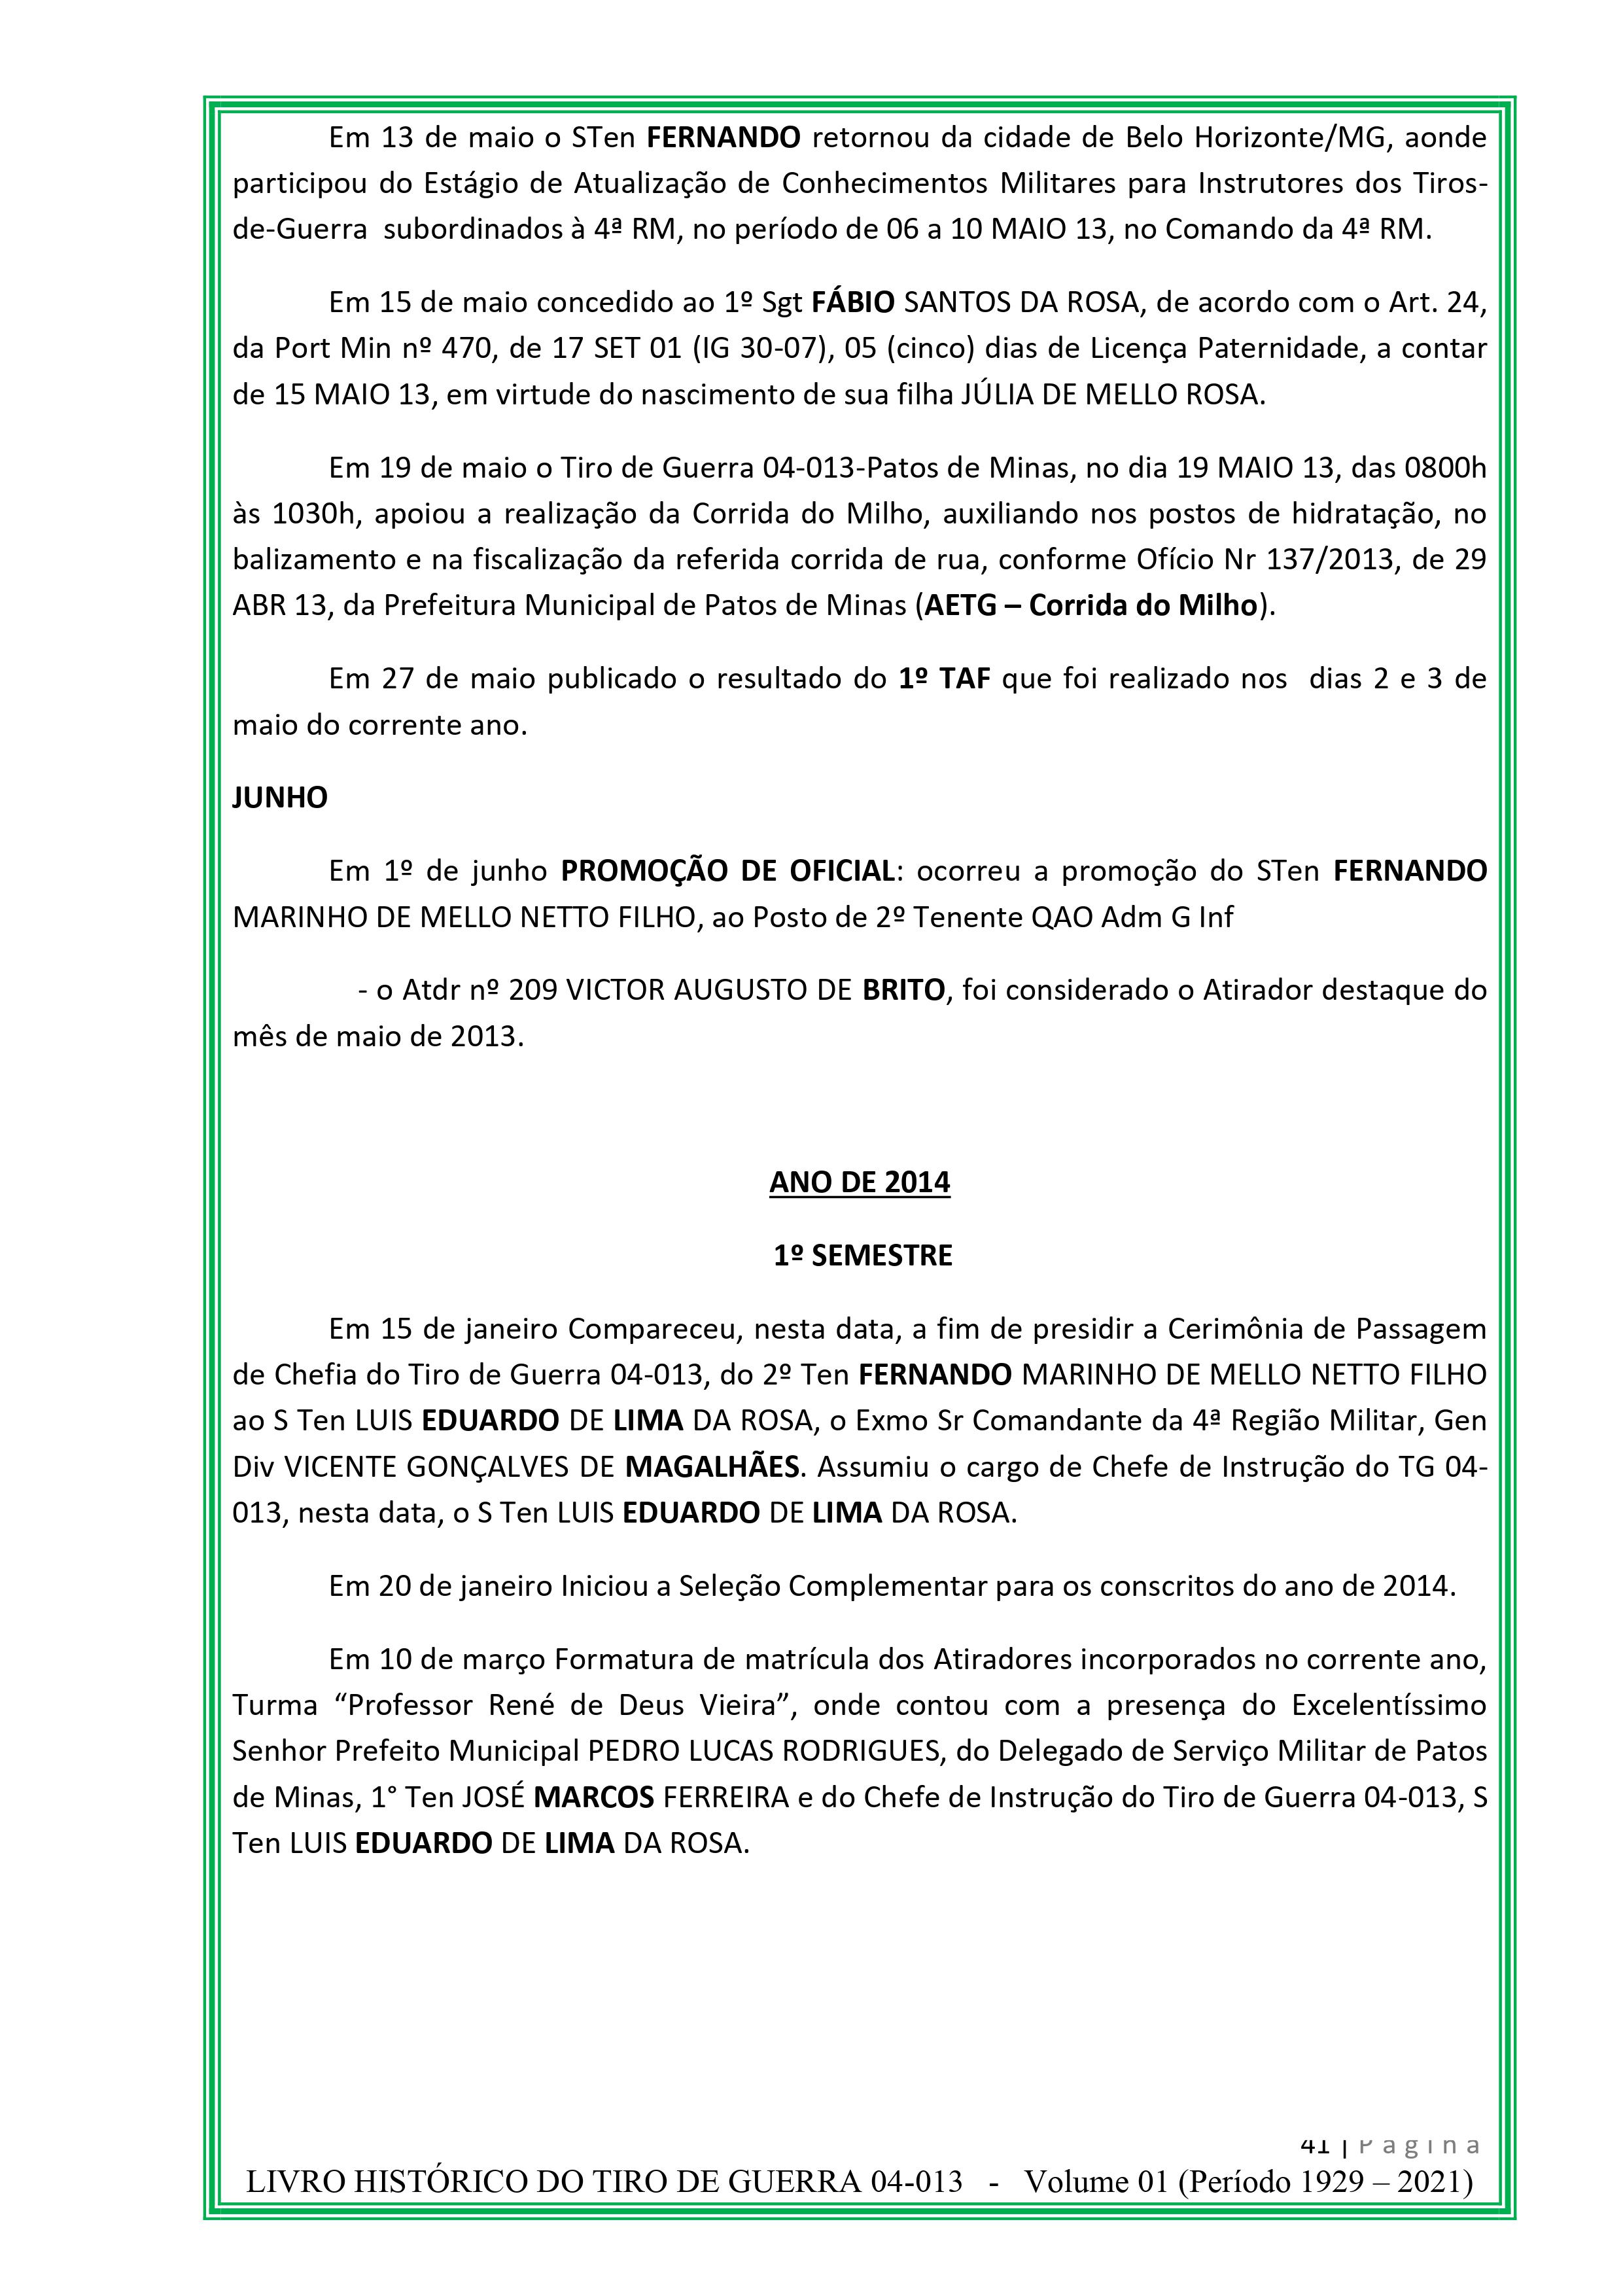 Em 13 de maio o STen FERNANDO retornou da cidade de Belo Horizonte/MG, aonde
participou do Estágio de Atualização de Conhecimentos Militares para Instrutores dos Tiros-
de-Guerra  subordinados à 4ª RM, no período de 06 a 10 MAIO 13, no Comando da 4ª RM.
Em 15 de maio concedido ao 1º Sgt FÁBIO SANTOS DA ROSA, de acordo com o Art. 24,
da Port Min nº 470, de 17 SET 01 (IG 30-07), 05 (cinco) dias de Licença Paternidade, a contar
de 15 MAIO 13, em virtude do nascimento de sua filha JÚLIA DE MELLO ROSA.
Em 19 de maio o Tiro de Guerra 04-013-Patos de Minas, no dia 19 MAIO 13, das 0800h
às 1030h, apoiou a realização da Corrida do Milho, auxiliando nos postos de hidratação, no
balizamento e na fiscalização da referida corrida de rua, conforme Ofício Nr 137/2013, de 29
ABR 13, da Prefeitura Municipal de Patos de Minas (AETG – Corrida do Milho).
Em 27 de maio publicado o resultado do 1º TAF que foi realizado nos  dias 2 e 3 de
maio do corrente ano.
JUNHO
Em 1º de junho PROMOÇÃO DE OFICIAL: ocorreu a promoção do STen FERNANDO
MARINHO DE MELLO NETTO FILHO, ao Posto de 2º Tenente QAO Adm G Inf
- o Atdr nº 209 VICTOR AUGUSTO DE BRITO, foi considerado o Atirador destaque do
mês de maio de 2013.
ANO DE 2014
1º SEMESTRE
Em 15 de janeiro Compareceu, nesta data, a fim de presidir a Cerimônia de Passagem
de Chefia do Tiro de Guerra 04-013, do 2º Ten FERNANDO MARINHO DE MELLO NETTO FILHO
ao S Ten LUIS EDUARDO DE LIMA DA ROSA, o Exmo Sr Comandante da 4ª Região Militar, Gen
Div VICENTE GONÇALVES DE MAGALHÃES. Assumiu o cargo de Chefe de Instrução do TG 04-
013, nesta data, o S Ten LUIS EDUARDO DE LIMA DA ROSA.
Em 20 de janeiro Iniciou a Seleção Complementar para os conscritos do ano de 2014.
Em 10 de março Formatura de matrícula dos Atiradores incorporados no corrente ano,
Turma “Professor René de Deus Vieira”, onde contou com a presença do Excelentíssimo
Senhor Prefeito Municipal PEDRO LUCAS RODRIGUES, do Delegado de Serviço Militar de Patos
de Minas, 1° Ten JOSÉ MARCOS FERREIRA e do Chefe de Instrução do Tiro de Guerra 04-013, S
Ten LUIS EDUARDO DE LIMA DA ROSA.
41 | Página
LIVRO HISTÓRICO DO TIRO DE GUERRA 04-013   -   Volume 01 (Período 1929 – 2021)